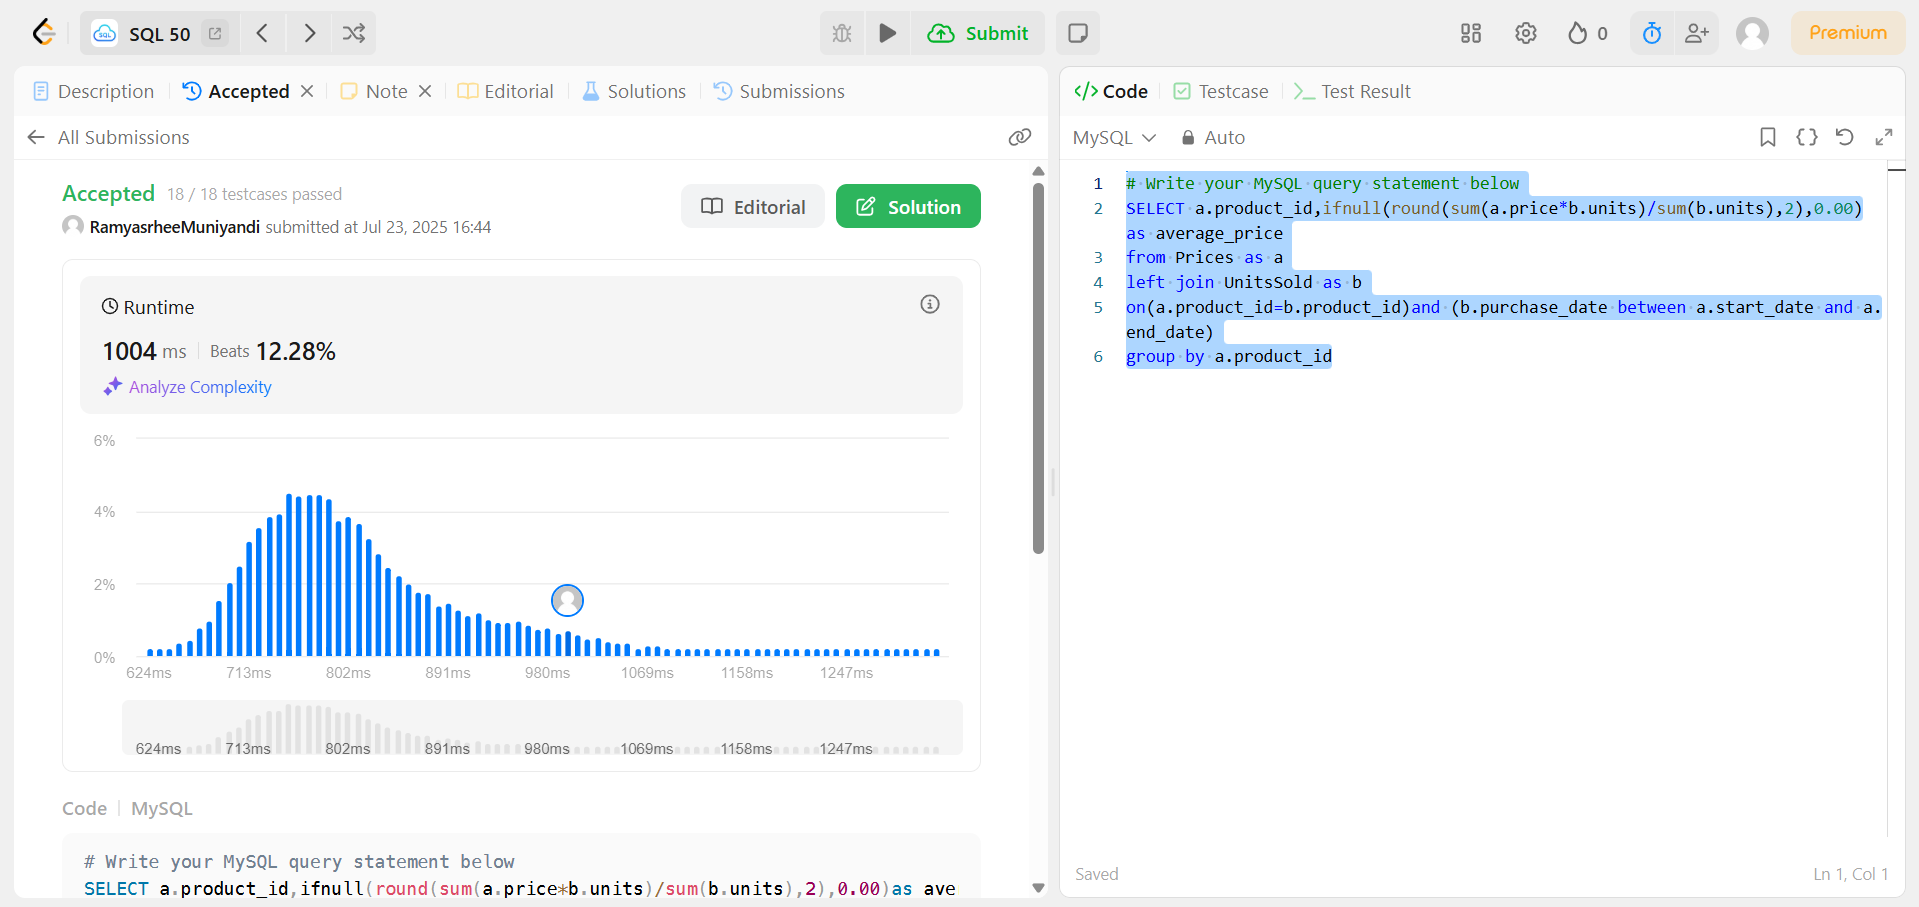 SQL 50
Submit
0
Premium
Description
Accepted
Note
Editorial
Solutions
Submissions
All Submissions
Accepted 18 / 18 testcases passed
RamyasrheeMuniyandi submitted at Jul 23, 2025 16:44
Editorial
Solution
Runtime
1004 ms Beats 12.28%
Analyze Complexity
6%
4%
2%
0%
624ms 713ms 802ms 891ms 980ms 1069ms 1158ms 1247ms
624ms 713ms 802ms 891ms 980ms 1069ms 1158ms 1247ms
Code MySQL
# Write your MySQL query statement below
SELECT a.product_id,ifnull(round(sum(a.price*b.units)/sum(b.units),2),0.00)as ave
Code
Testcase
Test Result
MySQL Auto
1 # Write your MySQL query statement below
2 SELECT a.product_id,ifnull(round(sum(a.price*b.units)/sum(b.units),2),0.00)
as average_price
3 from Prices as a
4 left join UnitsSold as b
5 on(a.product_id=b.product_id)and (b.purchase_date between a.start_date and a.
end_date)
6 group by a.product_id
Saved
Ln 1, Col 1